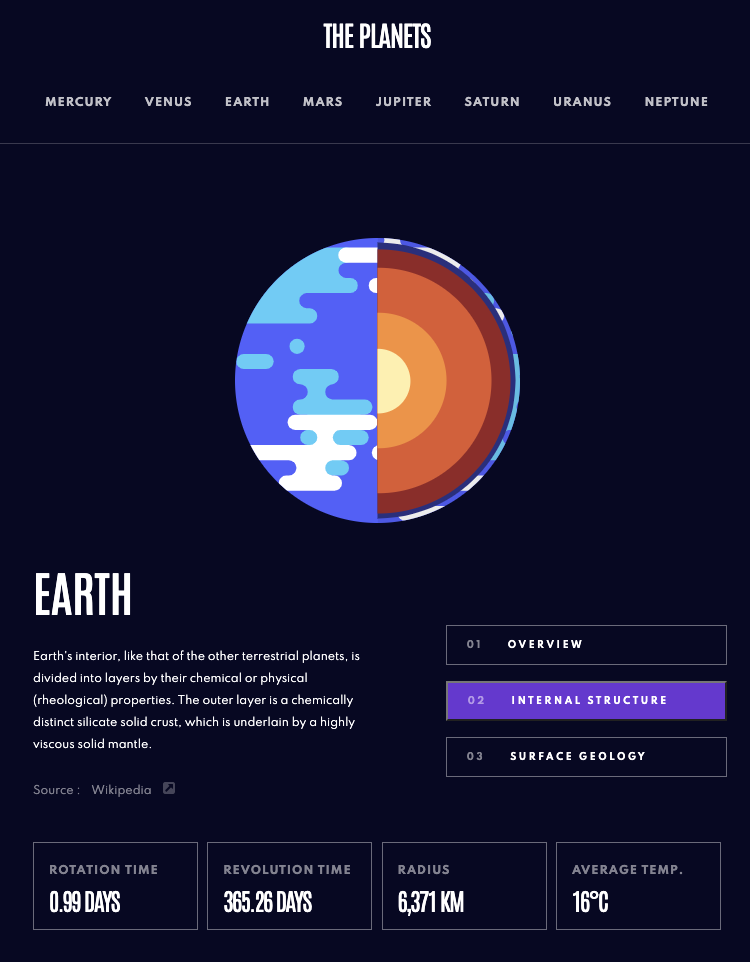 THE PLANETS
MERCURY VENUS EARTH MARS JUPITER SATURN URANUS NEPTUNE
EARTH
Earth's interior, like that of the other terrestrial planets, is
divided into layers by their chemical or physical
(rheological) properties. The outer layer is a chemically
distinct silicate solid crust, which is underlain by a highly
viscous solid mantle.
Source : Wikipedia
01 OVERVIEW
02 INTERNAL STRUCTURE
03 SURFACE GEOLOGY
ROTATION TIME
0.99 DAYS
REVOLUTION TIME
365.26 DAYS
RADIUS
6,371 KM
AVERAGE TEMP.
16°C